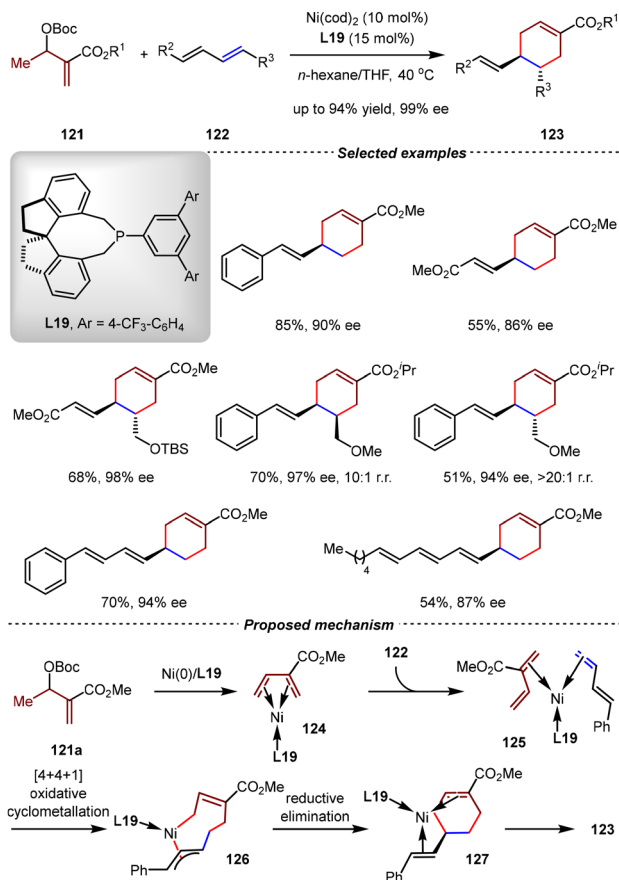 OBoc
Me
CO2R1
+
R2
R3
Ni(cod)2 (10 mol%)
L19 (15 mol%)
n-hexane/THF, 40 °C
up to 94% yield, 99% ee
CO2R1
R2
R3
121
122
123
Selected examples
Ar
P
Ar
L19, Ar = 4-CF3-C6H4
CO2Me
85%, 90% ee
CO2Me
MeO2C
55%, 86% ee
CO2Me
MeO2C
OTBS
68%, 98% ee
CO2iPr
OMe
70%, 97% ee, 10:1 r.r.
CO2iPr
OMe
51%, 94% ee, >20:1 r.r.
CO2Me
70%, 94% ee
CO2Me
Me
4
54%, 87% ee
Proposed mechanism
OBoc
Me
CO2Me
121a
Ni(0)/L19
CO2Me
Ni
L19
124
122
MeO2C
Ni
L19
Ph
125
[4+4+1]
oxidative
cyclometallation
CO2Me
L19
Ni
Ph
126
reductive
elimination
CO2Me
L19
Ni
Ph
127
123